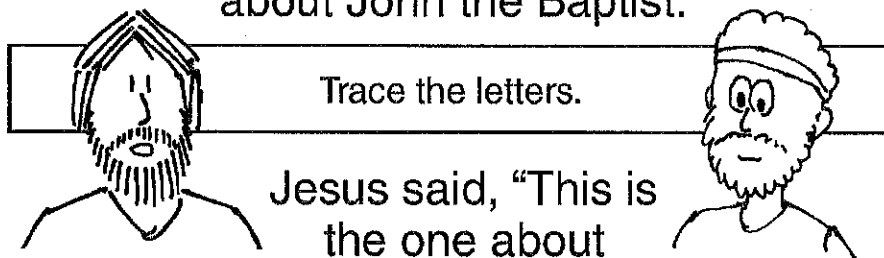 about John the Baptist.
Trace the letters.
Jesus said, “This is
the one about